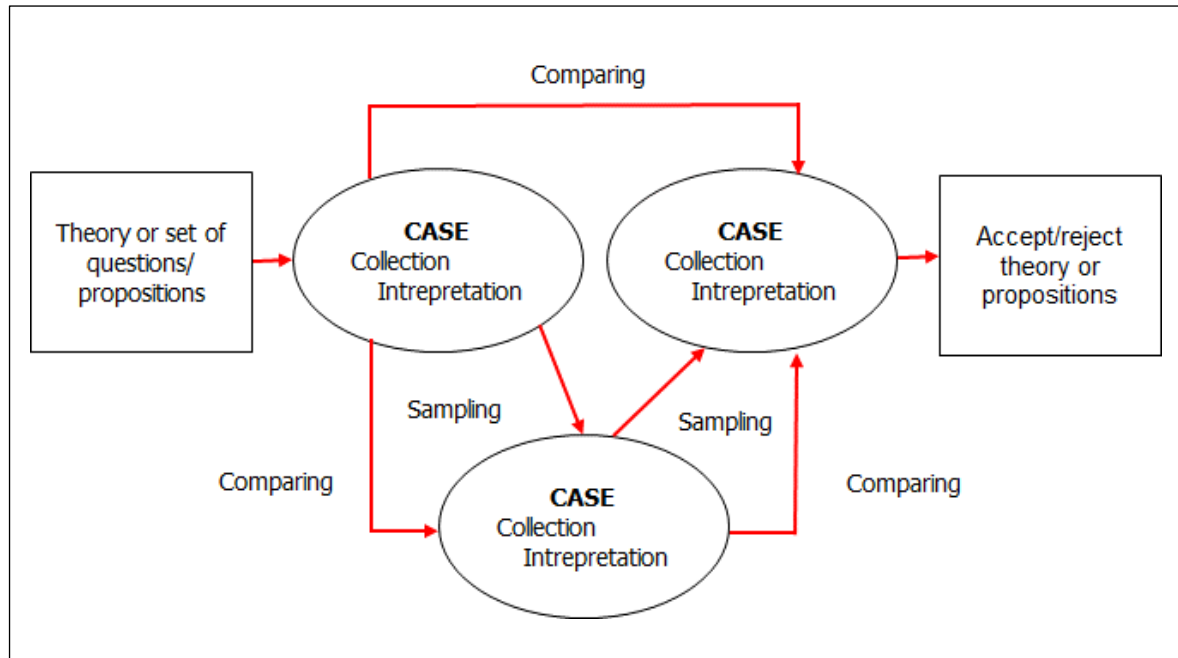 Comparing
Theory or set of
questions/
propositions
CASE
Collection
Intrepretation
CASE
Collection
Intrepretation
Accept/reject
theory or
propositions
Sampling
Sampling
Comparing
Comparing
CASE
Collection
Intrepretation